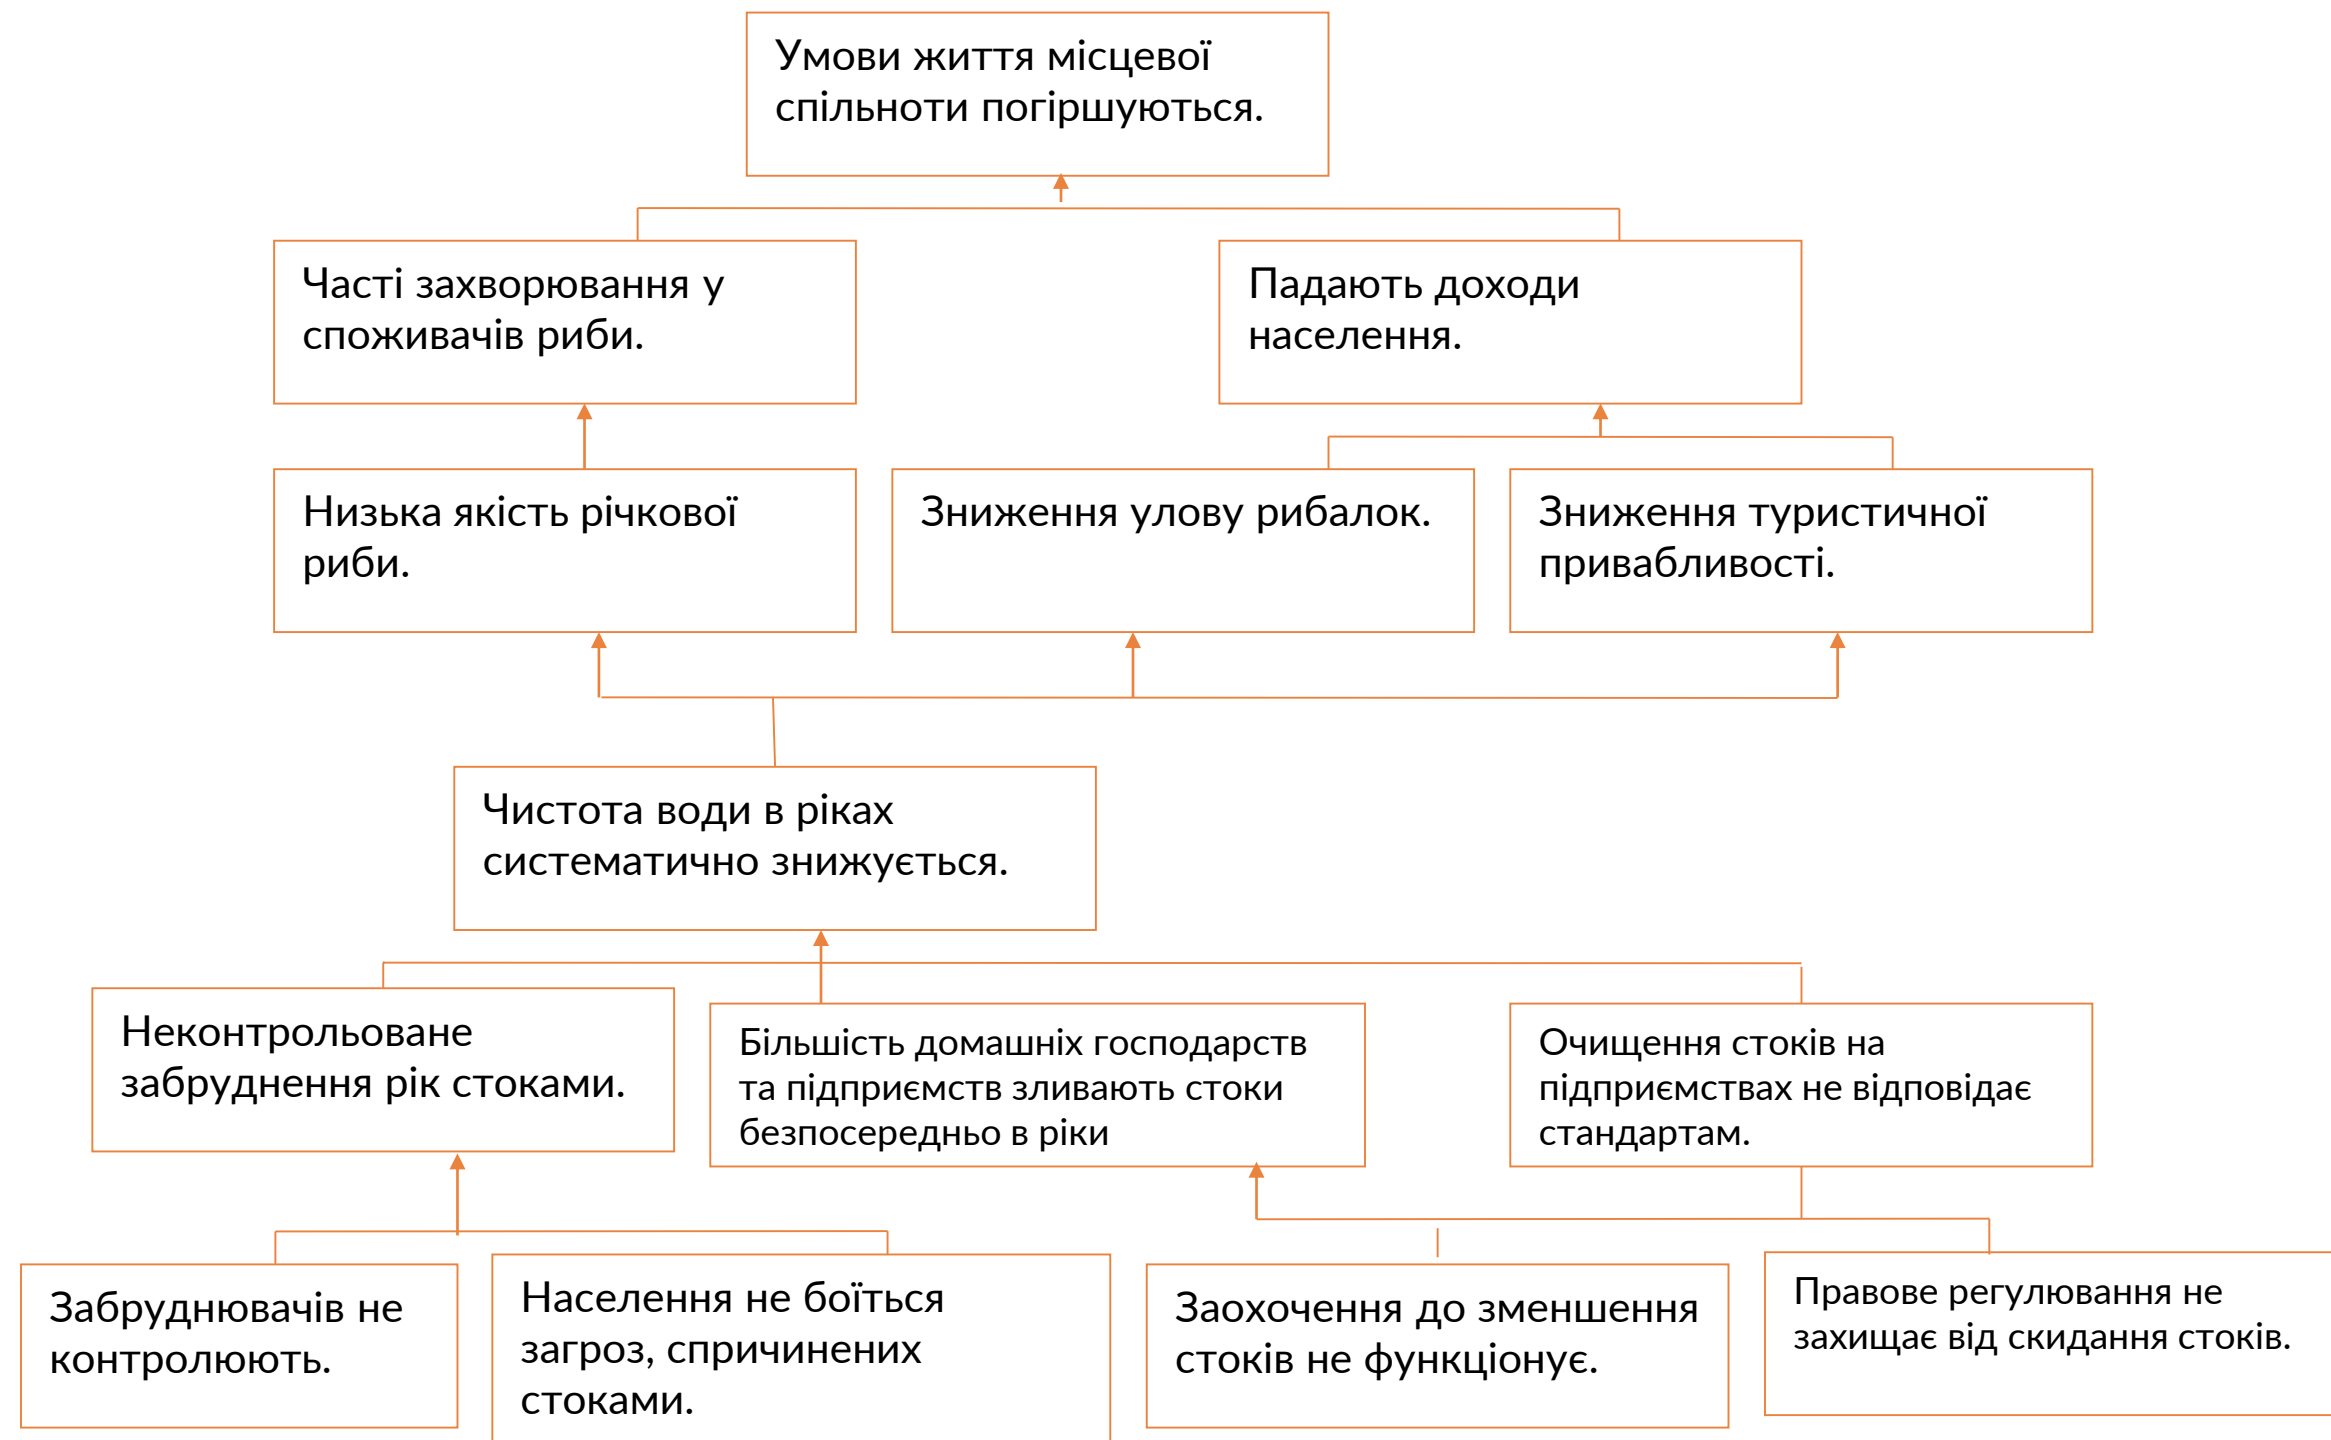 Умови життя місцевої
спільноти погіршуються.
Часті захворювання у
споживачів риби.
Падають доходи
населення.
Низька якість річкової
риби.
Зниження улову рибалок.
Зниження туристичної
привабливості.
Чистота води в ріках
систематично знижується.
Неконтрольоване
забруднення рік стоками.
Більшість домашніх господарств
та підприємств зливають стоки
безпосередньо в ріки
Очищення стоків на
підприємствах не відповідає
стандартам.
Забруднювачів не
контролюють.
Населення не боїться
загроз, спричинених
стоками.
Заохочення до зменшення
стоків не функціонує.
Правове регулювання не
захищає від скидання стоків.